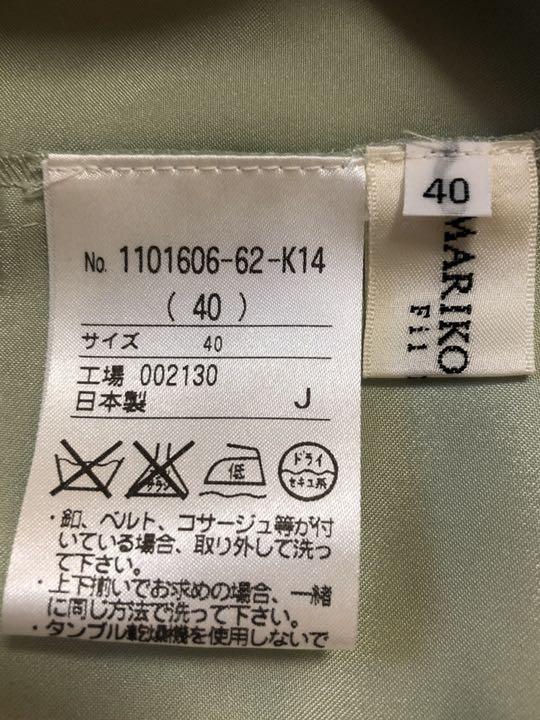 No. 1101606-62-K14
( 40 )
サイズ 40
工場 002130
日本製 J
低
ドライ
セキユ系
・釦、ベルト、コサージュ等が付
いている場合、取り外して洗っ
て下さい。
・上下揃いでお求めの場合、一緒
に同じ方法で洗って下さい。
・タンブル乾燥機を使用しないで
40
MARIKO